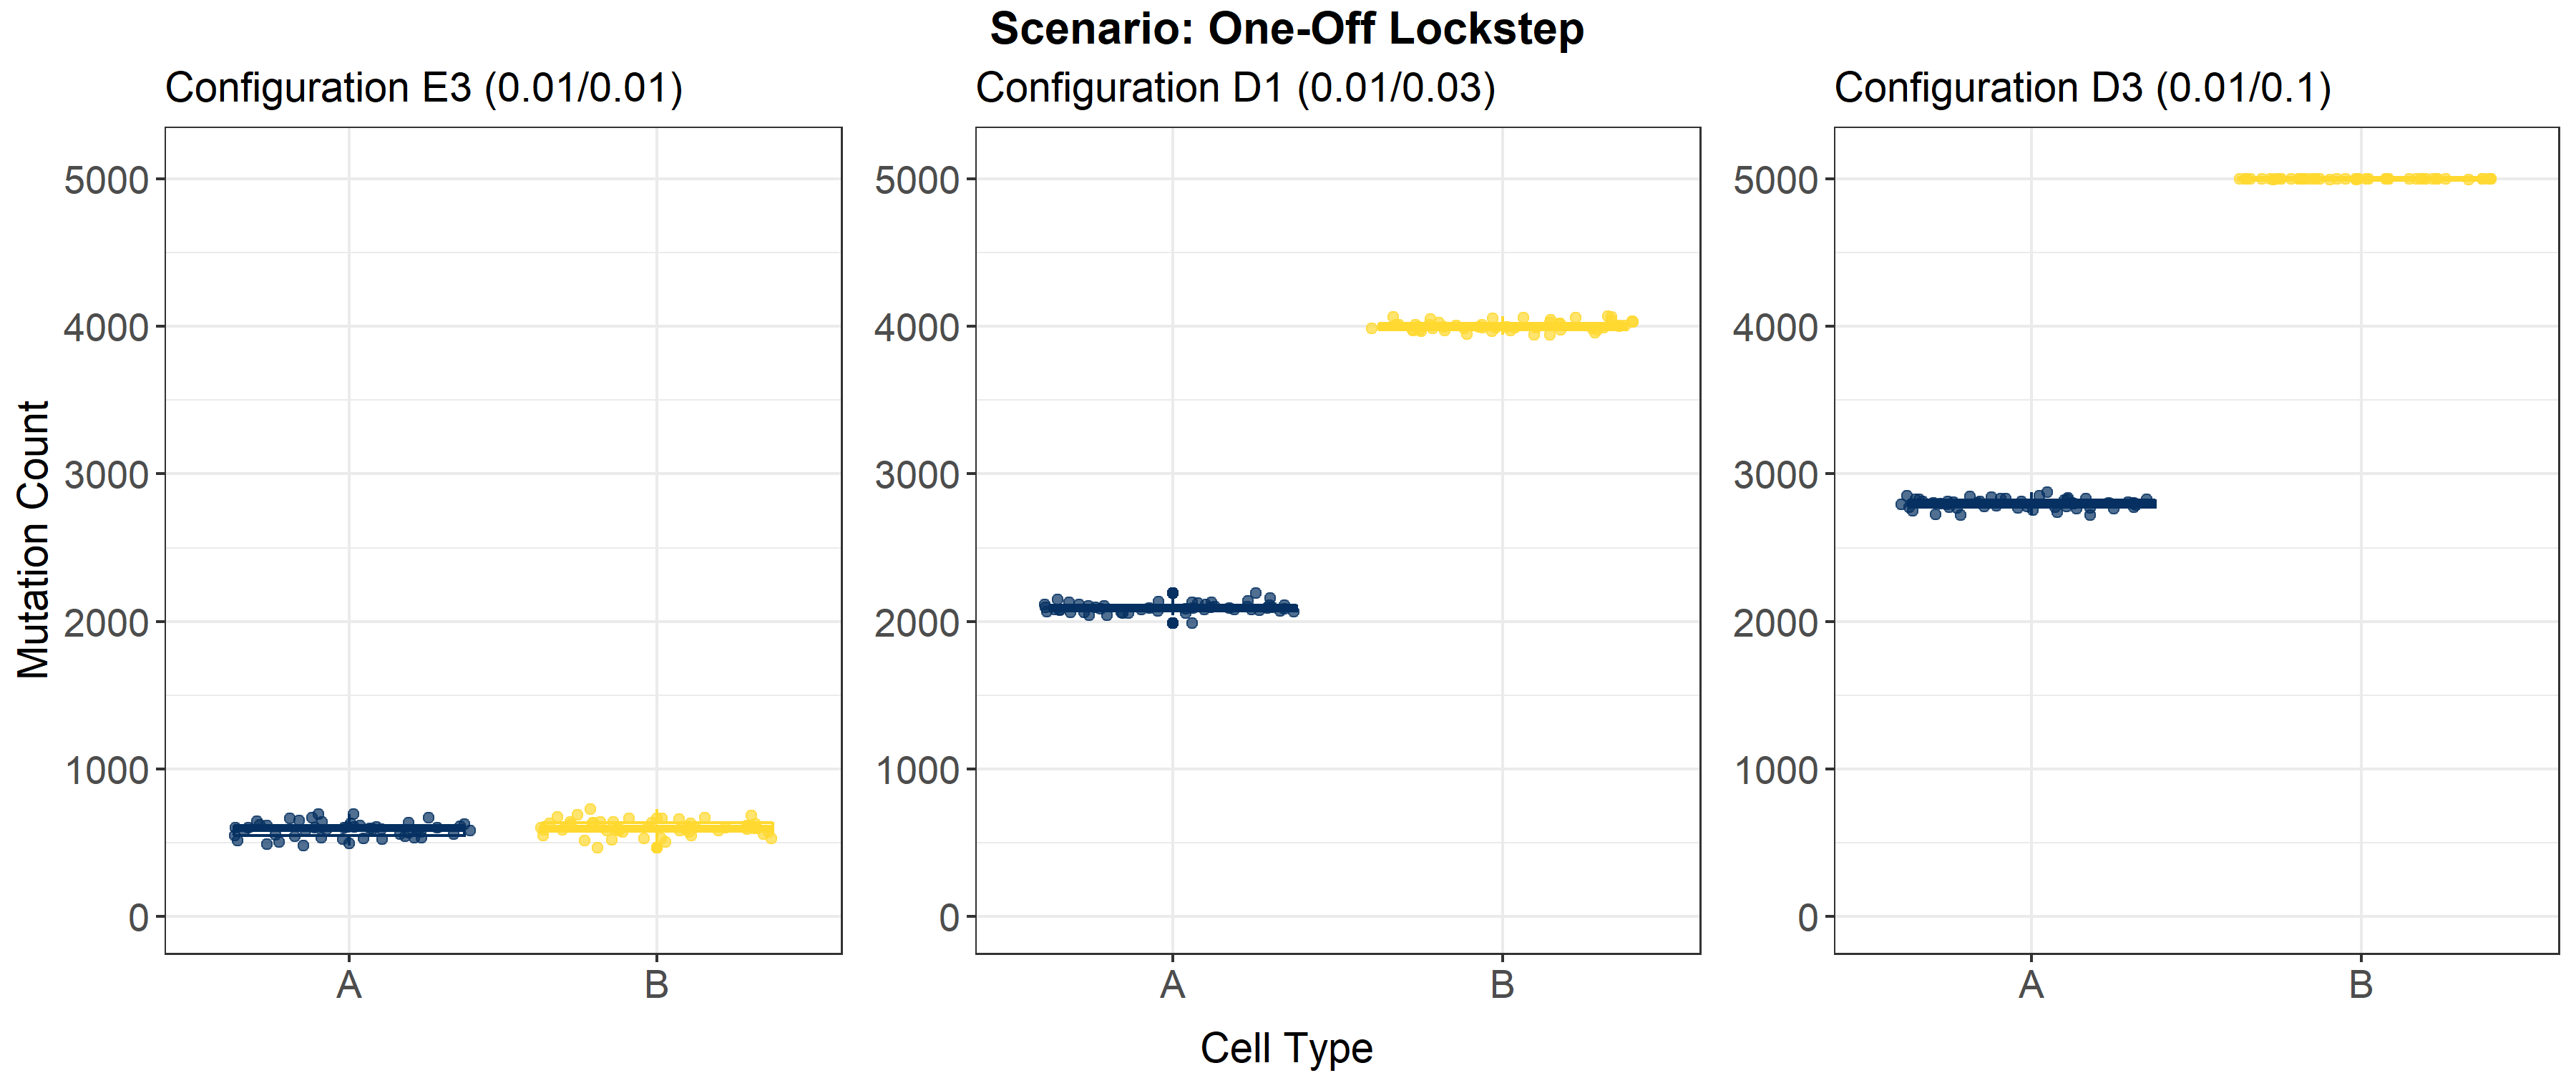 Scenario: One-Off Lockstep
Configuration E3 (0.01/0.01)
Configuration D1 (0.01/0.03)
Configuration D3 (0.01/0.1)
Mutation Count
5000
4000
3000
2000
1000
0
A
B
5000
4000
3000
2000
1000
0
A
B
5000
4000
3000
2000
1000
0
A
B
Cell Type